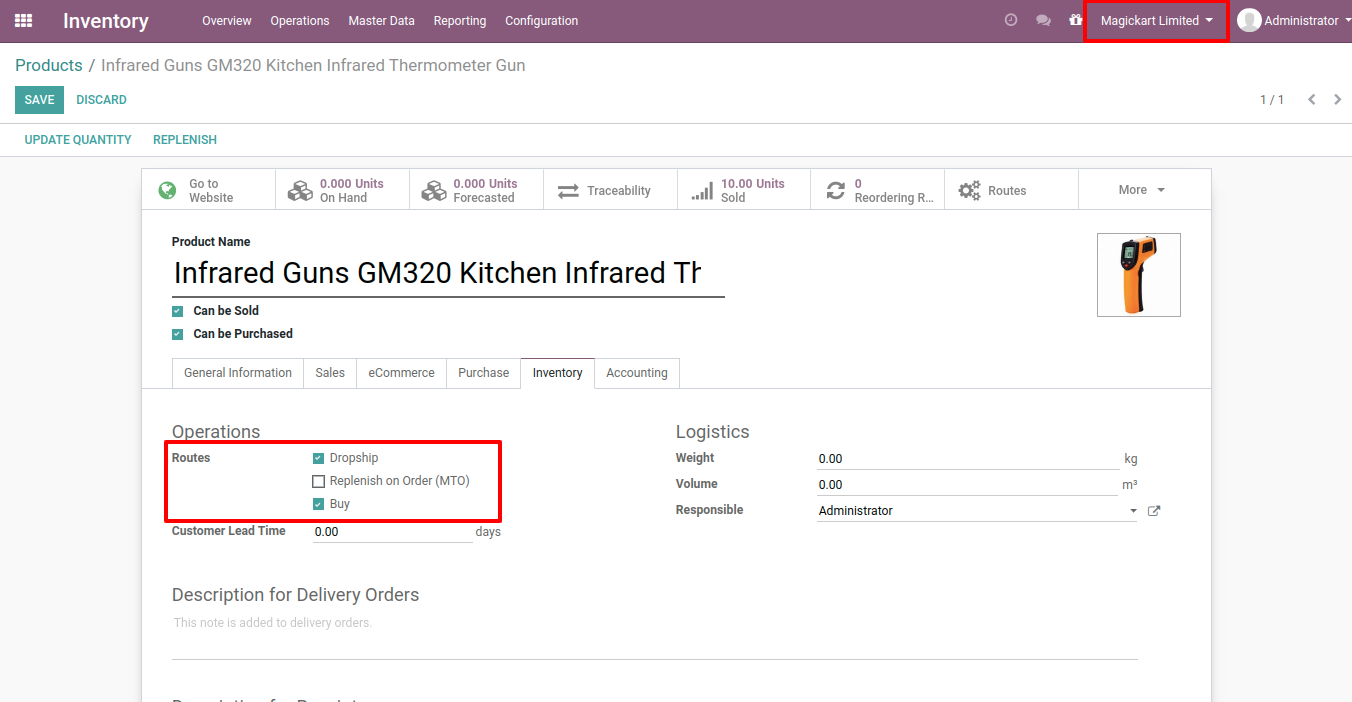 Inventory Overview Operations Master Data Reporting Configuration Magickart Limited Administrator
Products / Infrared Guns GM320 Kitchen Infrared Thermometer Gun
SAVE DISCARD 1 / 1
UPDATE QUANTITY REPLENISH
Go to Website
0.000 Units On Hand
0.000 Units Forecasted
Traceability
10.00 Units Sold
0 Reordering R...
Routes
More
Product Name
Infrared Guns GM320 Kitchen Infrared Th
Can be Sold
Can be Purchased
General Information Sales eCommerce Purchase Inventory Accounting
Operations
Routes Dropship
Replenish on Order (MTO)
Buy
Customer Lead Time 0.00 days
Logistics
Weight 0.00 kg
Volume 0.00 m³
Responsible Administrator
Description for Delivery Orders
This note is added to delivery orders.